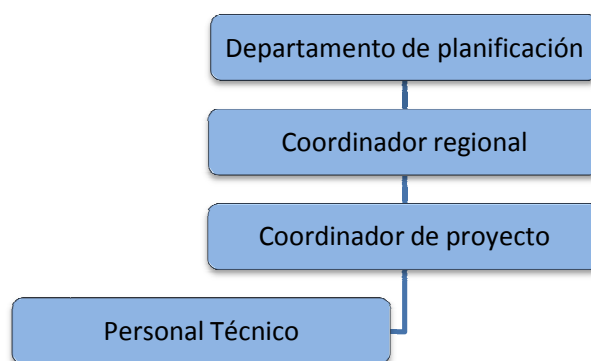 Departamento de planificación
Coordinador regional
Coordinador de proyecto
Personal Técnico